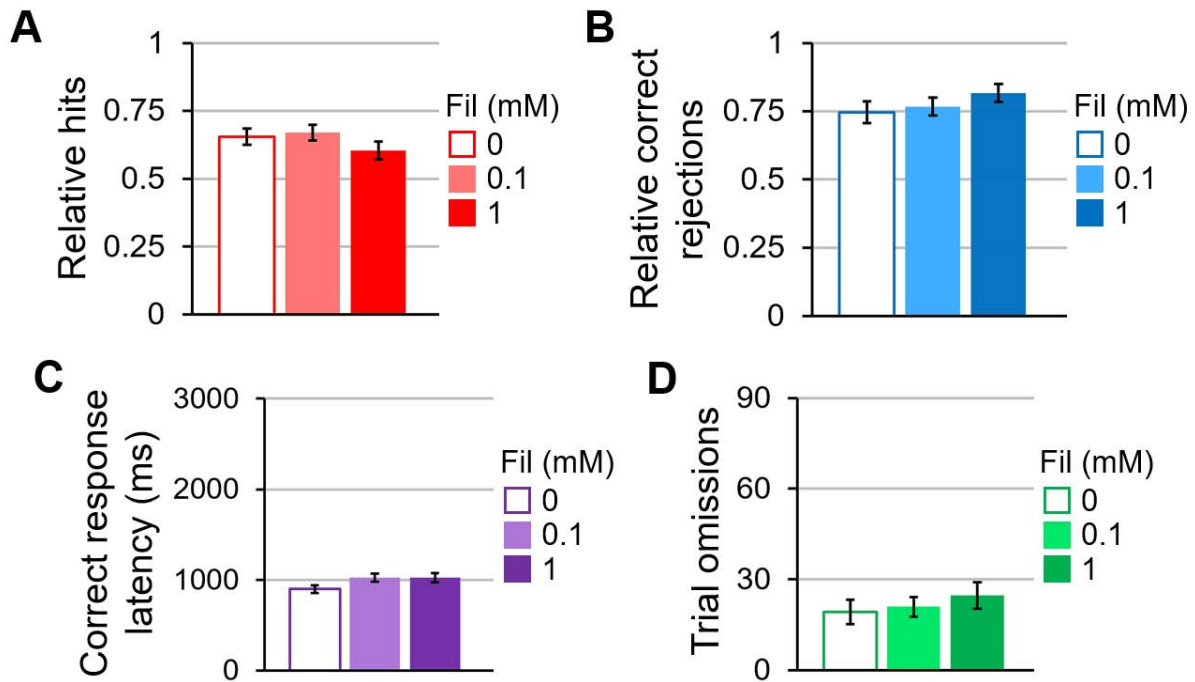 A
Relative hits
1
0.75
0.5
0.25
0
Fil (mM)
0
0.1
1
B
Relative correct
rejections
1
0.75
0.5
0.25
0
Fil (mM)
0
0.1
1
C
Correct response
latency (ms)
3000
2000
1000
0
Fil (mM)
0
0.1
1
D
Trial omissions
90
60
30
0
Fil (mM)
0
0.1
1